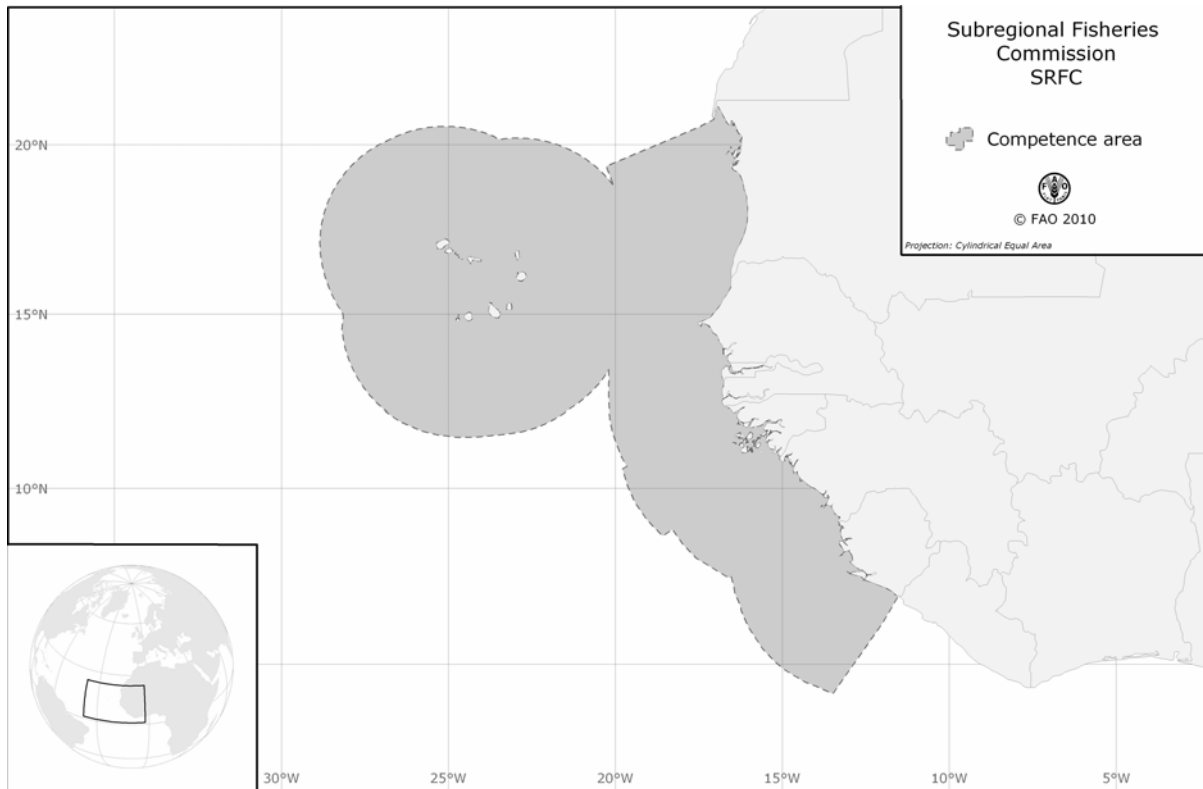 Subregional Fisheries
Commission
SRFC
Competence area
F A O
© FAO 2010
Projection: Cylindrical Equal Area
20°N
15°N
10°N
30°W 25°W 20°W 15°W 10°W 5°W